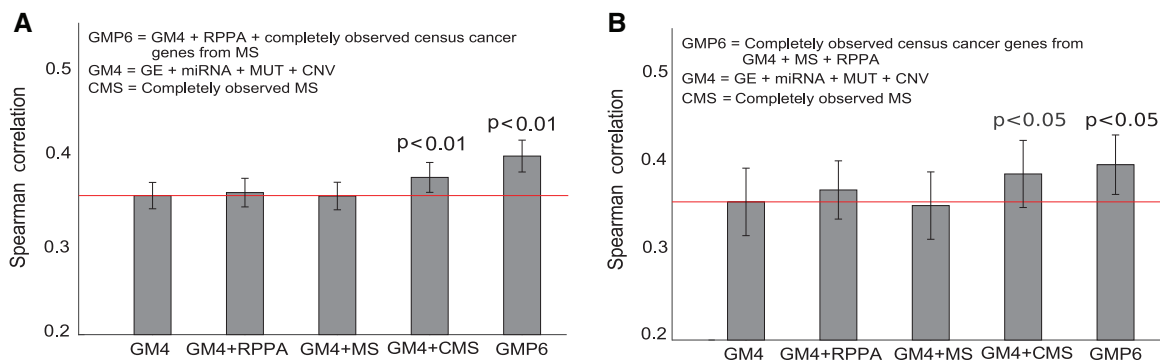 A
GMP6 = GM4 + RPPA + completely observed census cancer
genes from MS
GM4 = GE + miRNA + MUT + CNV
CMS = Completely observed MS
Spearman correlation
0.5
0.4
0.3
0.2
p<0.01
p<0.01
GM4
GM4+RPPA
GM4+MS
GM4+CMS
GMP6
B
GMP6 = Completely observed census cancer genes from
GM4 + MS + RPPA
GM4 = GE + miRNA + MUT + CNV
CMS = Completely observed MS
Spearman correlation
0.5
0.4
0.3
0.2
p<0.05
p<0.05
GM4
GM4+RPPA
GM4+MS
GM4+CMS
GMP6